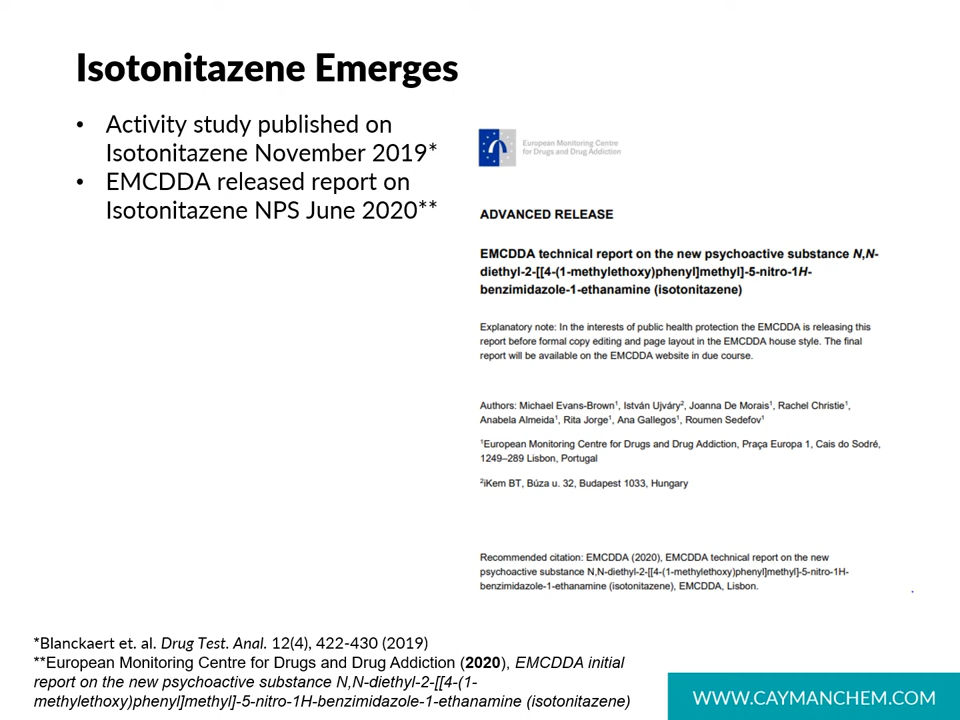 Isotonitazene Emerges
• Activity study published on
Isotonitazene November 2019*
• EMCDDA released report on
Isotonitazene NPS June 2020**
European Monitoring Centre
for Drugs and Drug Addiction
ADVANCED RELEASE
EMCDDA technical report on the new psychoactive substance N,N-
diethyl-2-[[4-(1-methylethoxy)phenyl]methyl]-5-nitro-1H-
benzimidazole-1-ethanamine (isotonitazene)
Explanatory note: In the interests of public health protection the EMCDDA is releasing this
report before formal copy editing and page layout in the EMCDDA house style. The final
report will be available on the EMCDDA website in due course.
Authors: Michael Evans-Brown¹, István Ujváry², Joanna De Morais¹, Rachel Christie¹,
Anabela Almeida¹, Rita Jorge¹, Ana Gallegos¹, Roumen Sedefov¹
¹European Monitoring Centre for Drugs and Drug Addiction, Praça Europa 1, Cais do Sodré,
1249–289 Lisbon, Portugal
²iKem BT, Búza u. 32, Budapest 1033, Hungary
Recommended citation: EMCDDA (2020), EMCDDA technical report on the new
psychoactive substance N,N-diethyl-2-[[4-(1-methylethoxy)phenyl]methyl]-5-nitro-1H-
benzimidazole-1-ethanamine (isotonitazene), EMCDDA, Lisbon.
*Blanckaert et. al. Drug Test. Anal. 12(4), 422-430 (2019)
**European Monitoring Centre for Drugs and Drug Addiction (2020), EMCDDA initial
report on the new psychoactive substance N,N-diethyl-2-[[4-(1-
methylethoxy)phenyl]methyl]-5-nitro-1H-benzimidazole-1-ethanamine (isotonitazene)
WWW.CAYMANCHEM.COM